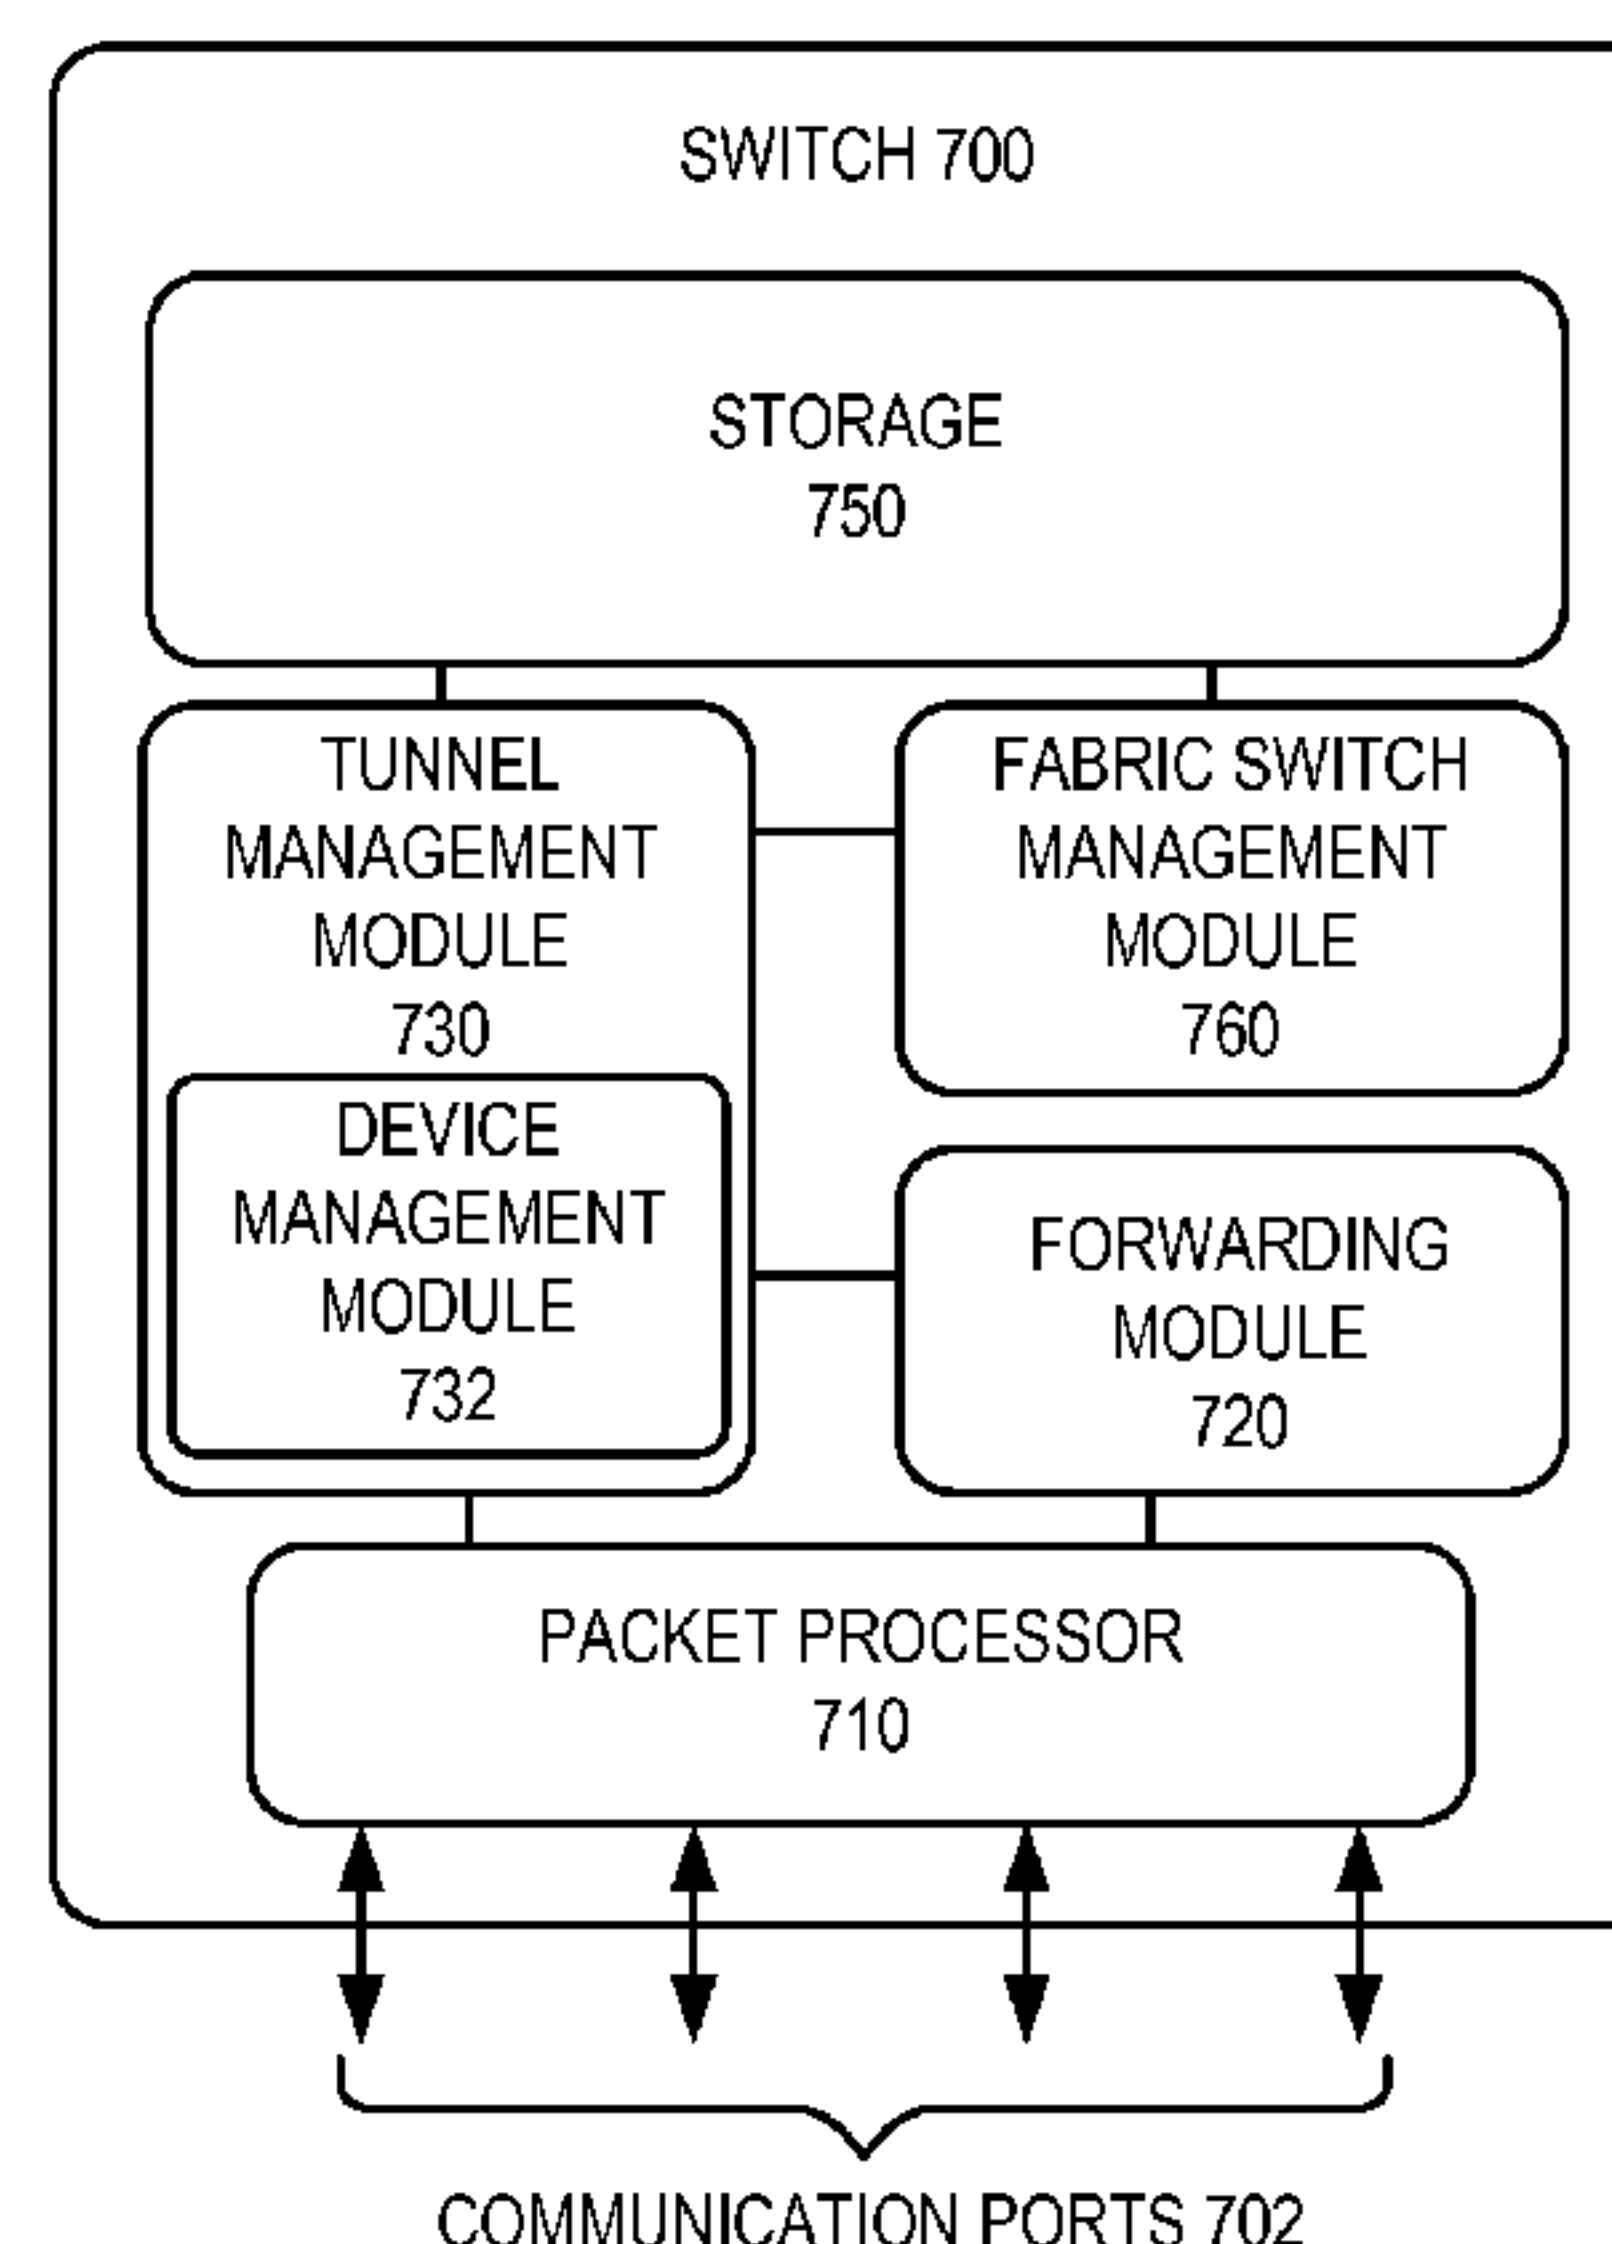 SWITCH 700
STORAGE
750
TUNNEL
MANAGEMENT
MODULE
730
DEVICE
MANAGEMENT
MODULE
732
FABRIC SWITCH
MANAGEMENT
MODULE
760
FORWARDING
MODULE
720
PACKET PROCESSOR
710
COMMUNICATION PORTS 702